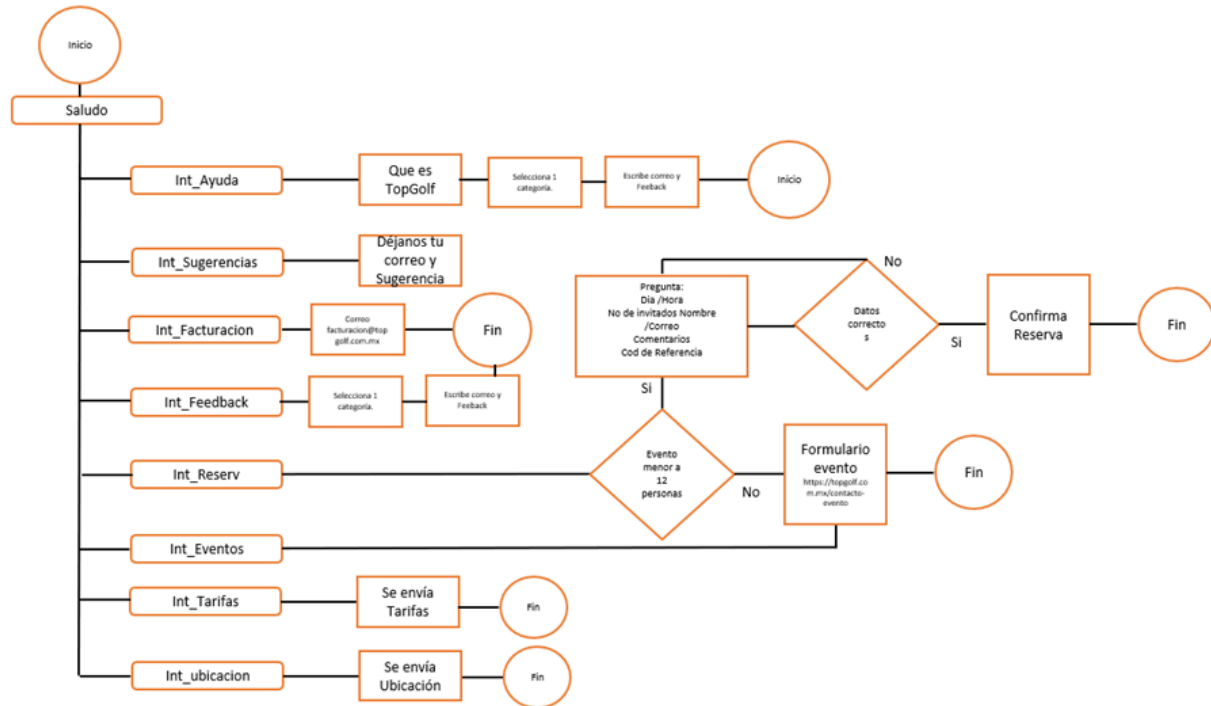 Inicio
Saludo
Int_Ayuda
Que es
TopGolf
Selecciona 1
categoría.
Escribe correo y
Feeback
Inicio
Int_Sugerencias
Déjanos tu
correo y
Sugerencia
Int_Facturacion
Correo
facturacion@top
golf.com.mx
Fin
Int_Feedback
Selecciona 1
categoría.
Escribe correo y
Feeback
Pregunta:
Dia /Hora
No de invitados Nombre
/Correo
Comentarios
Cod de Referencia
No
Datos
correcto
s
Si
Confirma
Reserva
Fin
Si
Int_Reserv
Evento
menor a
12
personas
No
Formulario
evento
https://topgolf.co
m.mx/contacto-
evento
Fin
Int_Eventos
Int_Tarifas
Se envía
Tarifas
Fin
Int_ubicacion
Se envía
Ubicación
Fin